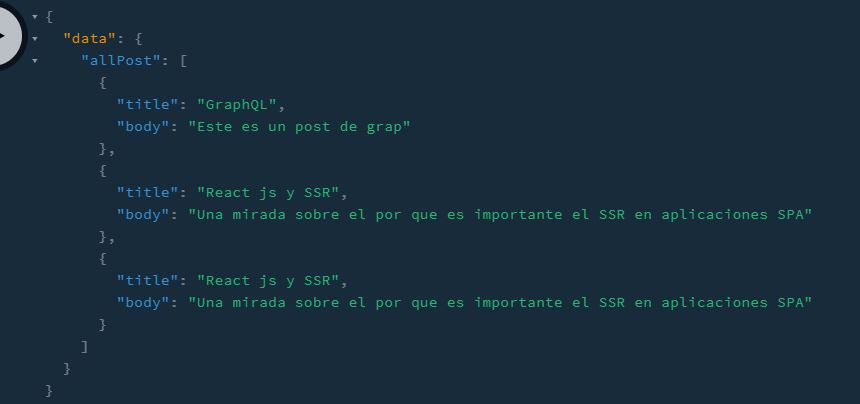 {
"data": {
"allPost": [
{
"title": "GraphQL",
"body": "Este es un post de grap"
},
{
"title": "React js y SSR",
"body": "Una mirada sobre el por que es importante el SSR en aplicaciones SPA"
},
{
"title": "React js y SSR",
"body": "Una mirada sobre el por que es importante el SSR en aplicaciones SPA"
}
]
}
}